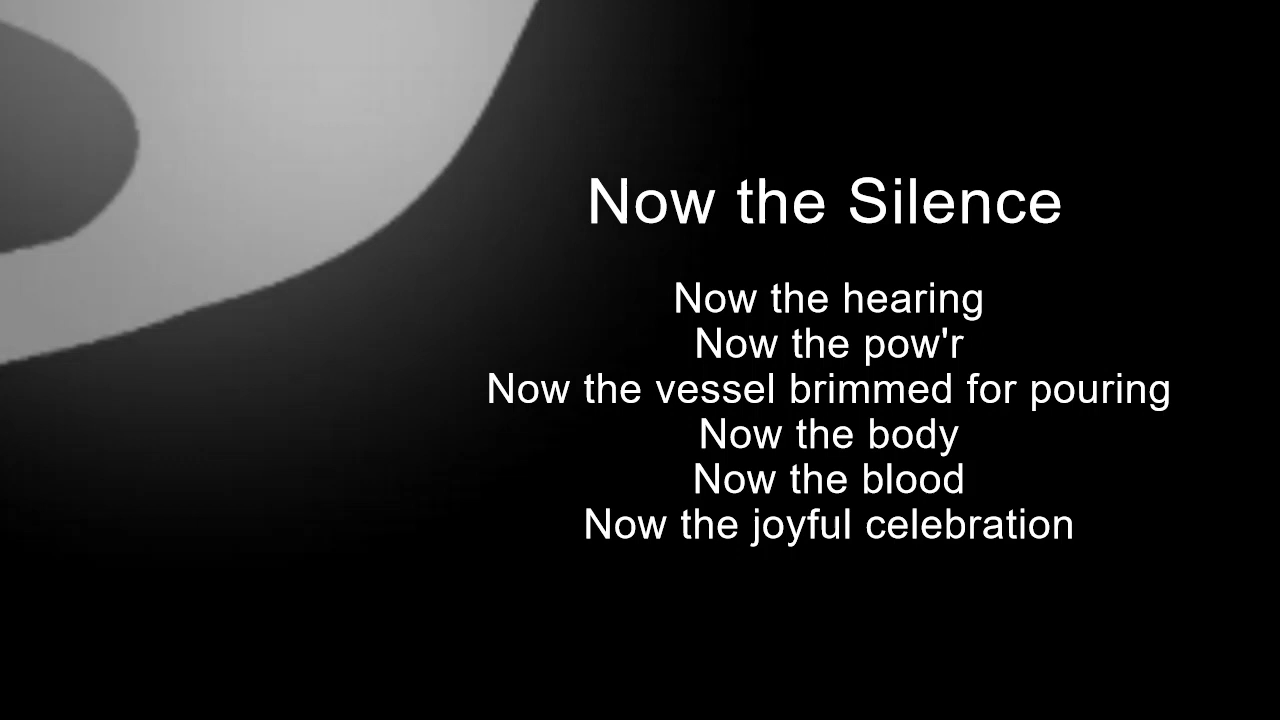 Now the Silence
Now the hearing
Now the pow'r
Now the vessel brimmed for pouring
Now the body
Now the blood
Now the joyful celebration